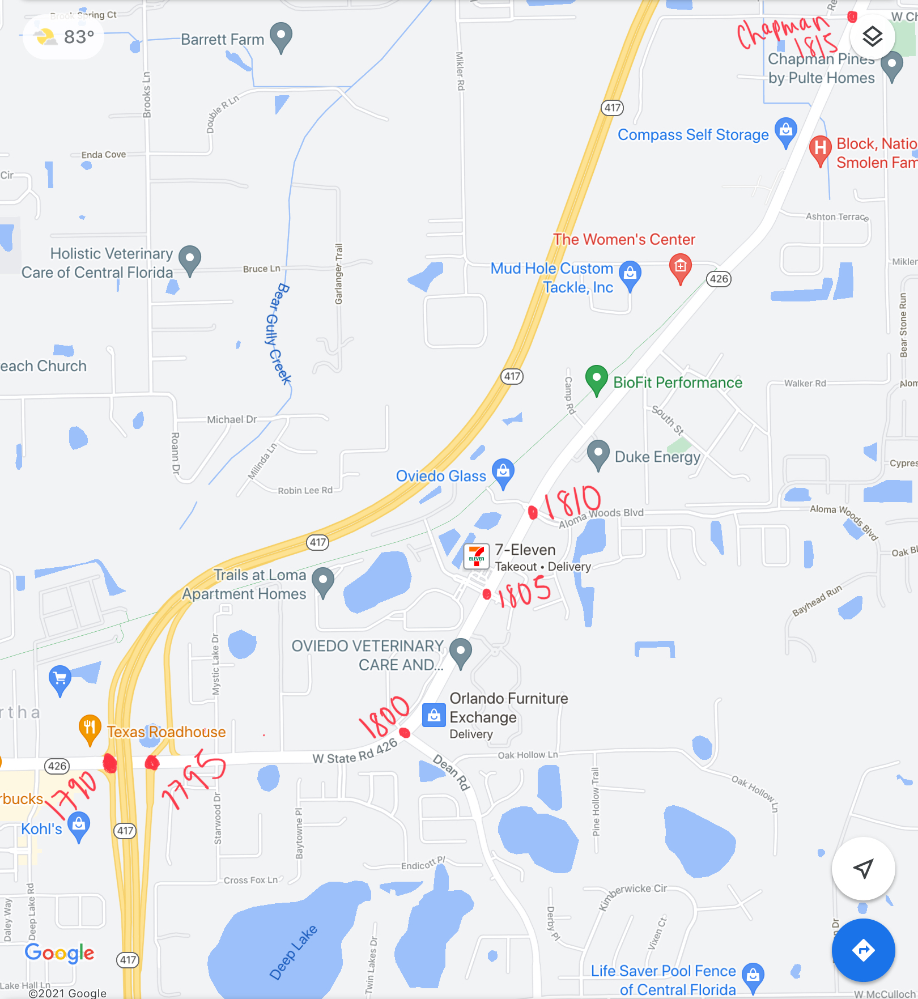 Brook Spring Ct
83°
Barrett Farm
Mikler Rd
Re
W Ch
Chapman
1815
Chapman Pines
by Pulte Homes
Brooks Ln
Double R Ln
417
Compass Self Storage
Block, Natio
Smolen Fam
Enda Cove
Cir
Ashton Terrace
The Women's Center
Holistic Veterinary
Care of Central Florida
Bruce Ln
Garlanger Trail
Mud Hole Custom
Tackle, Inc
426
Mikler
Bear Gully Creek
Bear Stone Run
each Church
417
Camp Rd
BioFit Performance
Walker Rd
Alom
Michael Dr
South St
Roann Dr
Milinda Ln
Duke Energy
Cypres
Oviedo Glass
Robin Lee Rd
1810
Aloma Woods Blvd
Aloma Woods Blvd
417
7-Eleven
Takeout • Delivery
ELEVEN
Oak Bl
Trails at Loma
Apartment Homes
1805
Bayhead Run
Mystic Lake Dr
OVIEDO VETERINARY
CARE AND...
rtha
1800
Orlando Furniture
Exchange
Delivery
Texas Roadhouse
426
W State Rd 426
Oak Hollow Ln
Dean Rd
1790
1795
rbucks
Kohl's
417
Starwood Dr
Baytowne Pl
Pine Hollow Trail
Oak Hollow Ln
Endicott Pl
Cross Fox Ln
Daley Way
Deep Lake Rd
Kimberwicke Cir
Derby Pl
Vixen Ct
n Dr
Google
417
Deep Lake
Twin Lakes Dr
Life Saver Pool Fence
of Central Florida
Lake Hall Ln
©2021 Google
W McCulloch